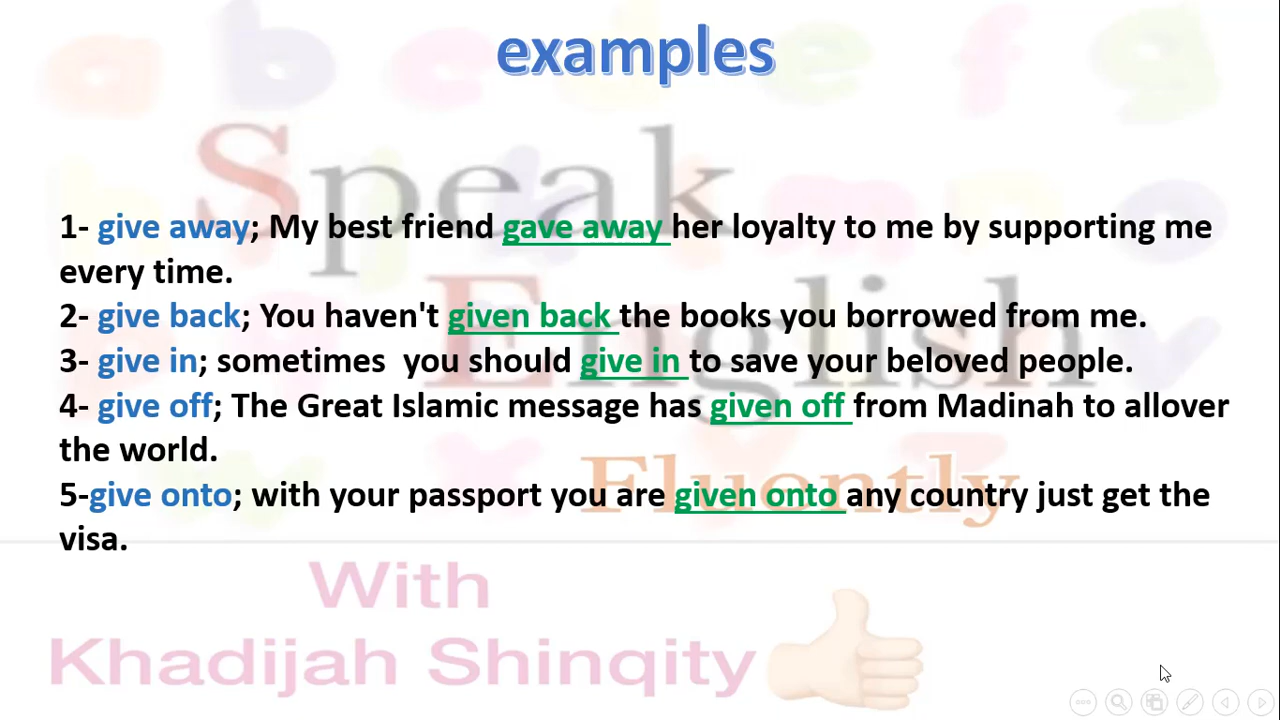 examples
Speak
1- give away; My best friend gave away her loyalty to me by supporting me
every time.
English
2- give back; You haven't given back the books you borrowed from me.
3- give in; sometimes  you should give in to save your beloved people.
4- give off; The Great Islamic message has given off from Madinah to allover
the world.
Fluently
5-give onto; with your passport you are given onto any country just get the
visa.
With
Khadijah Shinqity